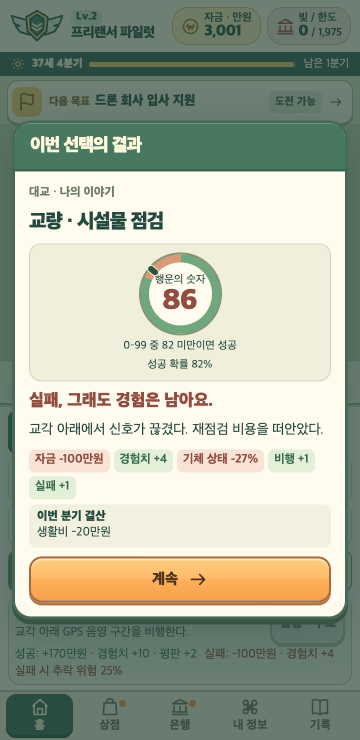 Lv.2
프리랜서 파일럿
자금 · 만원
3,001
빚 / 한도
0 / 1,975
37세 4분기
남은 1분기
다음 목표 드론 회사 입사 지원
도전 가능 →
이번 선택의 결과
대교 · 나의 이야기
교량 · 시설물 점검
행운의 숫자
86
0-99 중 82 미만이면 성공
성공 확률 82%
실패, 그래도 경험은 남아요.
교각 아래에서 신호가 끊겼다. 재점검 비용을 떠안았다.
자금 -100만원
경험치 +4
기체 상태 -27%
비행 +1
실패 +1
이번 분기 결산
생활비 -20만원
계속 →
교각 아래 GPS 음영 구간을 비행한다.
성공: +170만원 · 경험치 +10 · 평판 +2 실패: -100만원 · 경험치 +4
실패 시 추락 위험 25%
홈
상점
은행
내 정보
기록